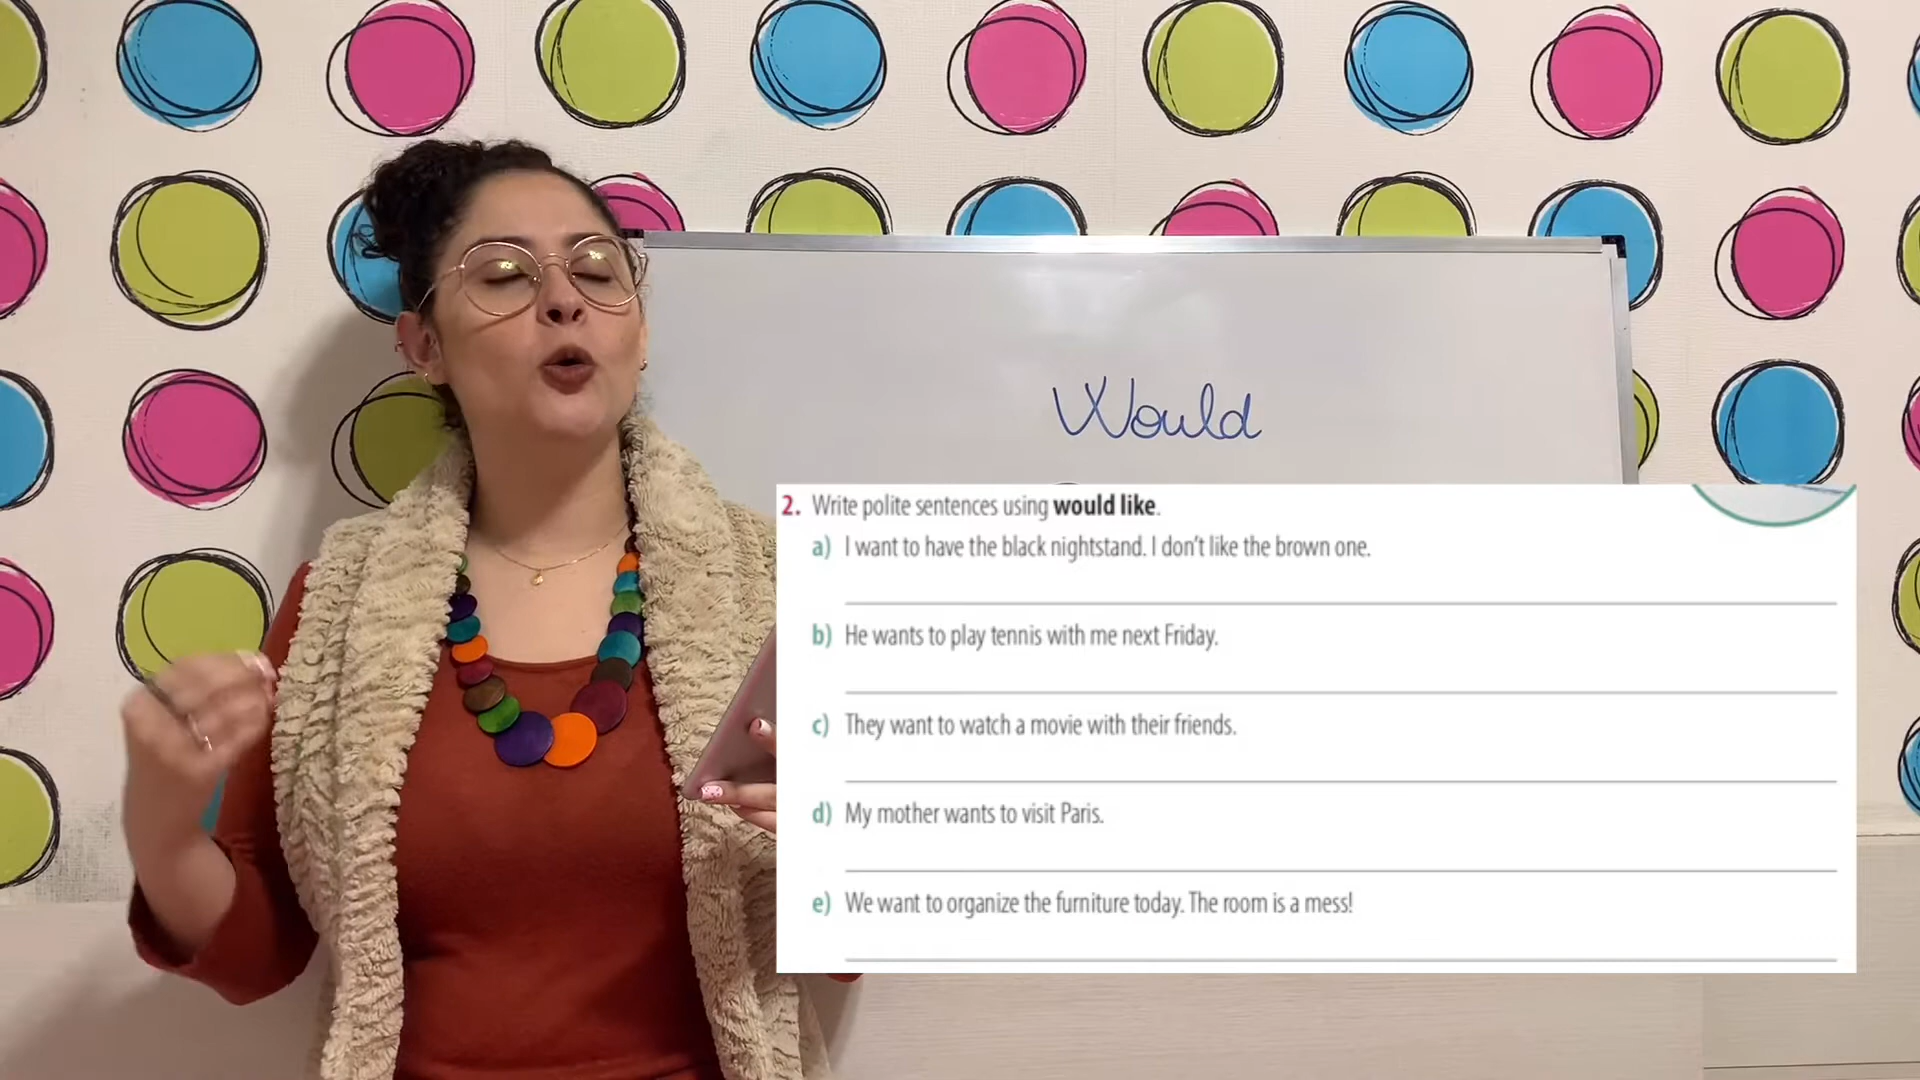 Would
2. Write polite sentences using would like.
a) I want to have the black nightstand. I don't like the brown one.
b) He wants to play tennis with me next Friday.
c) They want to watch a movie with their friends.
d) My mother wants to visit Paris.
e) We want to organize the furniture today. The room is a mess!